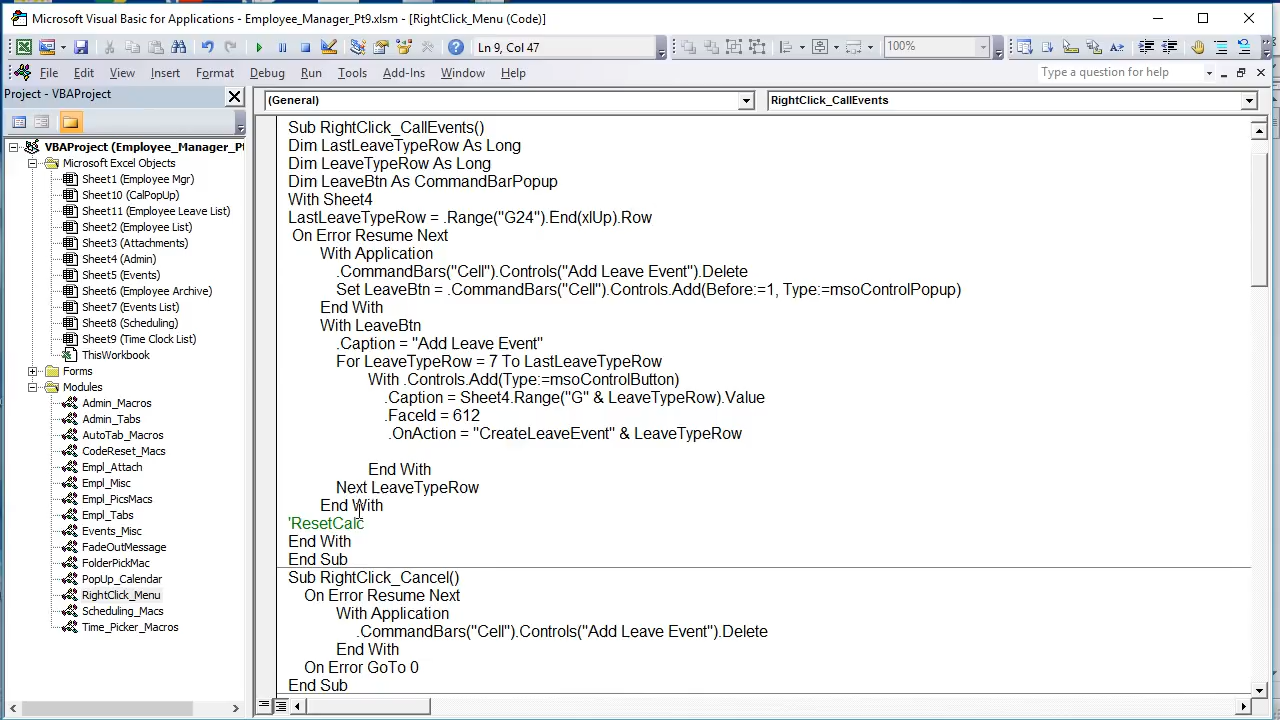 Microsoft Visual Basic for Applications - Employee_Manager_Pt9.xlsm - [RightClick_Menu (Code)]
Ln 9, Col 47
100%
File Edit View Insert Format Debug Run Tools Add-Ins Window Help
Type a question for help
Project - VBAProject
(General)
RightClick_CallEvents
VBAProject (Employee_Manager_Pt
Microsoft Excel Objects
Sheet1 (Employee Mgr)
Sheet10 (CalPopUp)
Sheet11 (Employee Leave List)
Sheet2 (Employee List)
Sheet3 (Attachments)
Sheet4 (Admin)
Sheet5 (Events)
Sheet6 (Employee Archive)
Sheet7 (Events List)
Sheet8 (Scheduling)
Sheet9 (Time Clock List)
ThisWorkbook
Forms
Modules
Admin_Macros
Admin_Tabs
AutoTab_Macros
CodeReset_Macs
Empl_Attach
Empl_Misc
Empl_PicsMacs
Empl_Tabs
Events_Misc
FadeOutMessage
FolderPickMac
PopUp_Calendar
RightClick_Menu
Scheduling_Macs
Time_Picker_Macros
Sub RightClick_CallEvents()
Dim LastLeaveTypeRow As Long
Dim LeaveTypeRow As Long
Dim LeaveBtn As CommandBarPopup
With Sheet4
LastLeaveTypeRow = .Range("G24").End(xlUp).Row
On Error Resume Next
With Application
.CommandBars("Cell").Controls("Add Leave Event").Delete
Set LeaveBtn = .CommandBars("Cell").Controls.Add(Before:=1, Type:=msoControlPopup)
End With
With LeaveBtn
.Caption = "Add Leave Event"
For LeaveTypeRow = 7 To LastLeaveTypeRow
With .Controls.Add(Type:=msoControlButton)
.Caption = Sheet4.Range("G" & LeaveTypeRow).Value
.FaceId = 612
.OnAction = "CreateLeaveEvent" & LeaveTypeRow
End With
Next LeaveTypeRow
End With
'ResetCalc
End With
End Sub
Sub RightClick_Cancel()
On Error Resume Next
With Application
.CommandBars("Cell").Controls("Add Leave Event").Delete
End With
On Error GoTo 0
End Sub